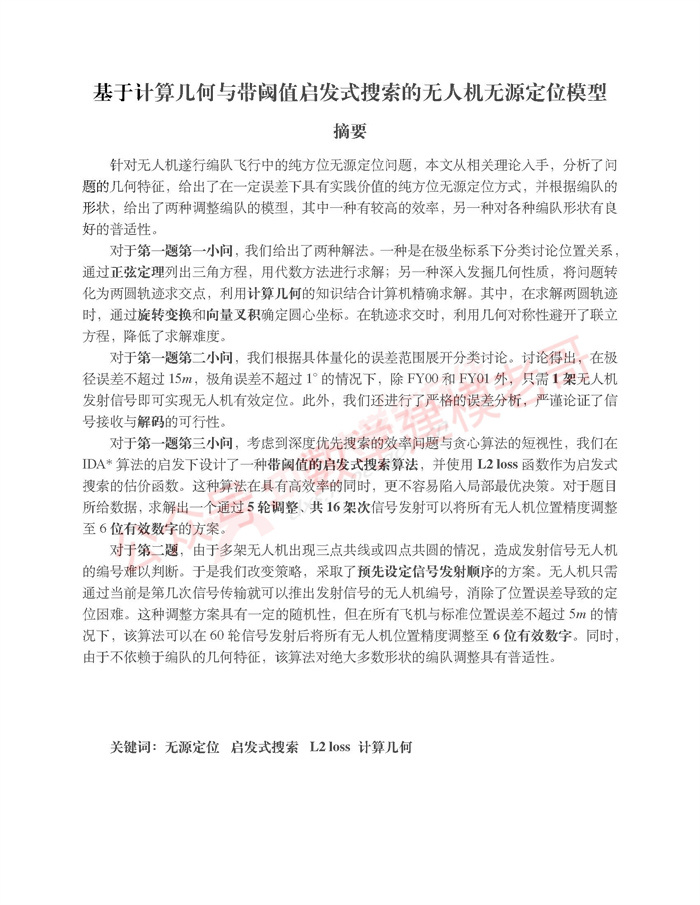 基于计算几何与带阈值启发式搜索的无人机无源定位模型
摘要
针对无人机遂行编队飞行中的纯方位无源定位问题，本文从相关理论入手，分析了问
题的几何特征，给出了在一定误差下具有实践价值的纯方位无源定位方式，并根据编队的
形状，给出了两种调整编队的模型，其中一种有较高的效率，另一种对各种编队形状有良
好的普适性。
对于第一题第一小问，我们给出了两种解法。一种是在极坐标系下分类讨论位置关系，
通过正弦定理列出三角方程，用代数方法进行求解；另一种深入发掘几何性质，将问题转
化为两圆轨迹求交点，利用计算几何的知识结合计算机精确求解。其中，在求解两圆轨迹
时，通过旋转变换和向量叉积确定圆心坐标。在轨迹求交时，利用几何对称性避开了联立
方程，降低了求解难度。
对于第一题第二小问，我们根据具体量化的误差范围展开分类讨论。讨论得出，在极
径误差不超过 15m，极角误差不超过 1° 的情况下，除 FY00 和 FY01 外，只需 1 架无人机
发射信号即可实现无人机有效定位。此外，我们还进行了严格的误差分析，严谨论证了信
号接收与解码的可行性。
对于第一题第三小问，考虑到深度优先搜索的效率问题与贪心算法的短视性，我们在
IDA* 算法的启发下设计了一种带阈值的启发式搜索算法，并使用 L2 loss 函数作为启发式
搜索的估价函数。这种算法在具有高效率的同时，更不容易陷入局部最优决策。对于题目
所给数据，求解出一个通过 5 轮调整、共 16 架次信号发射可以将所有无人机位置精度调整
至 6 位有效数字的方案。
对于第二题，由于多架无人机出现三点共线或四点共圆的情况，造成发射信号无人机
的编号难以判断。于是我们改变策略，采取了预先设定信号发射顺序的方案。无人机只需
通过当前是第几次信号传输就可以推出发射信号的无人机编号，消除了位置误差导致的定
位困难。这种调整方案具有一定的随机性，但在所有飞机与标准位置误差不超过 5m 的情
况下，该算法可以在 60 轮信号发射后将所有无人机位置精度调整至 6 位有效数字。同时，
由于不依赖于编队的几何特征，该算法对绝大多数形状的编队调整具有普适性。
关键词：无源定位 启发式搜索 L2 loss 计算几何
公众号：数学建模老哥